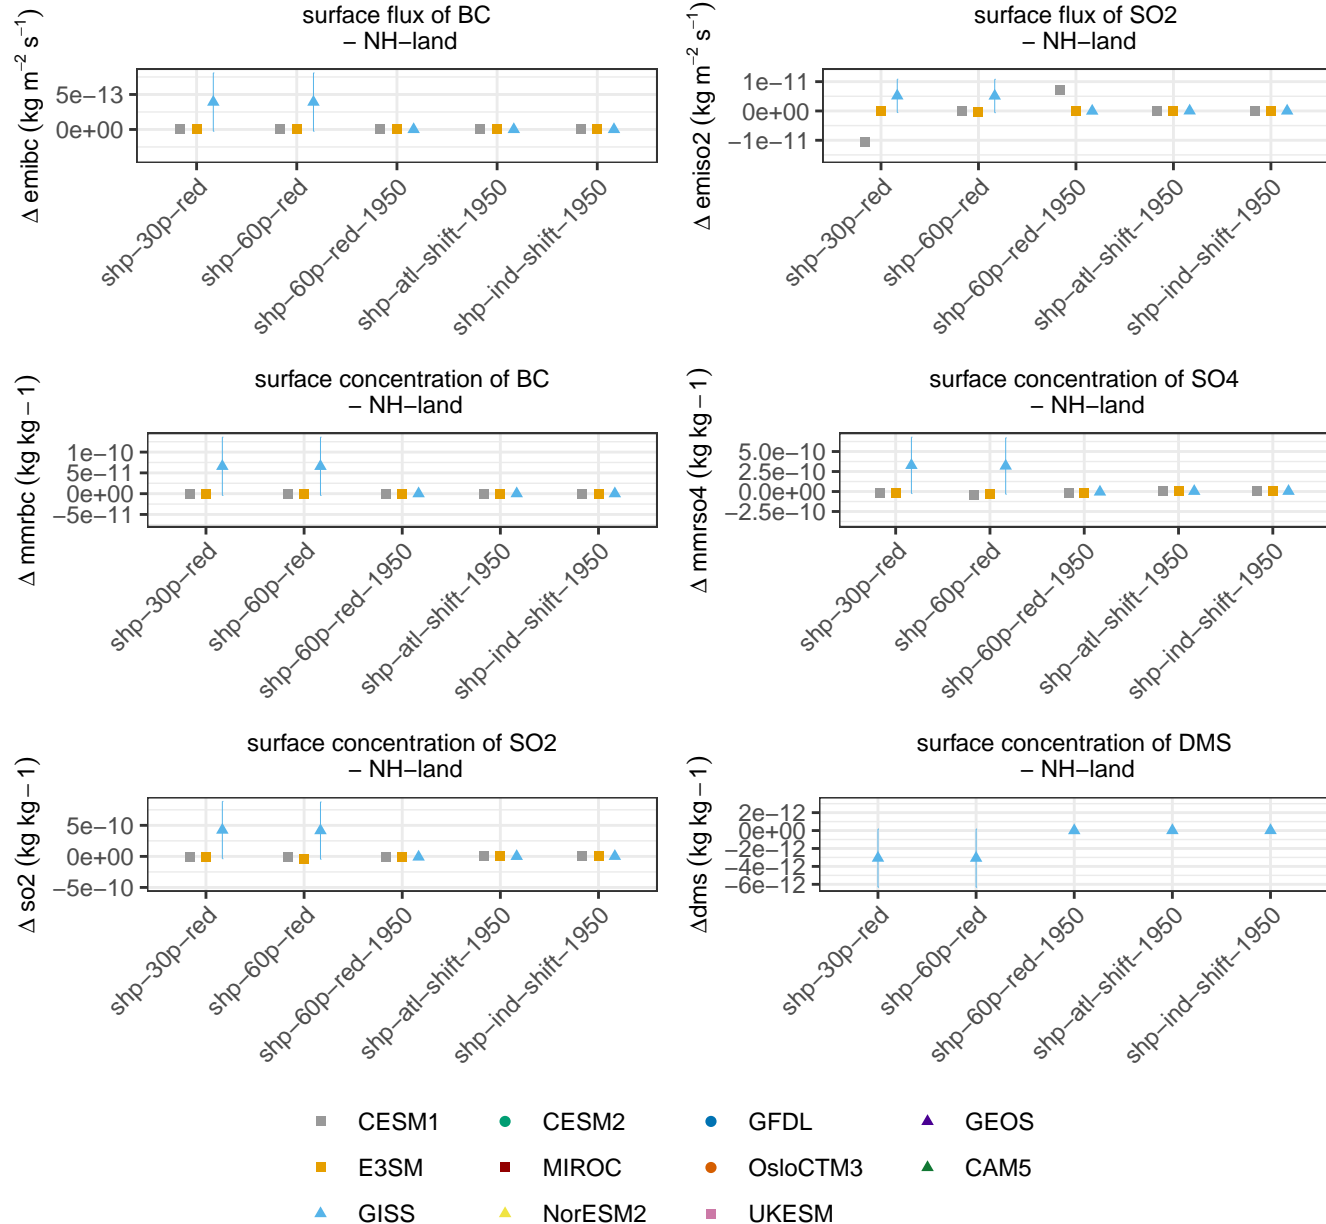 surface flux of BC
− NH−land
Δ emibc (kg m−2 s−1)
5e−13
0e+00
shp−30p−red
shp−60p−red
shp−60p−red−1950
shp−atl−shift−1950
shp−ind−shift−1950
surface flux of SO2
− NH−land
Δ emiso2 (kg m−2 s−1)
1e−11
0e+00
−1e−11
shp−30p−red
shp−60p−red
shp−60p−red−1950
shp−atl−shift−1950
shp−ind−shift−1950
surface concentration of BC
− NH−land
Δ mmrbc (kg kg−1)
1e−10
5e−11
0e+00
−5e−11
shp−30p−red
shp−60p−red
shp−60p−red−1950
shp−atl−shift−1950
shp−ind−shift−1950
surface concentration of SO4
− NH−land
Δ mmrso4 (kg kg−1)
5.0e−10
2.5e−10
0.0e+00
−2.5e−10
shp−30p−red
shp−60p−red
shp−60p−red−1950
shp−atl−shift−1950
shp−ind−shift−1950
surface concentration of SO2
− NH−land
Δ so2 (kg kg−1)
5e−10
0e+00
−5e−10
shp−30p−red
shp−60p−red
shp−60p−red−1950
shp−atl−shift−1950
shp−ind−shift−1950
surface concentration of DMS
− NH−land
Δdms (kg kg−1)
2e−12
0e+00
−2e−12
−4e−12
−6e−12
shp−30p−red
shp−60p−red
shp−60p−red−1950
shp−atl−shift−1950
shp−ind−shift−1950
CESM1 CESM2 GFDL GEOS
E3SM MIROC OsloCTM3 CAM5
GISS NorESM2 UKESM